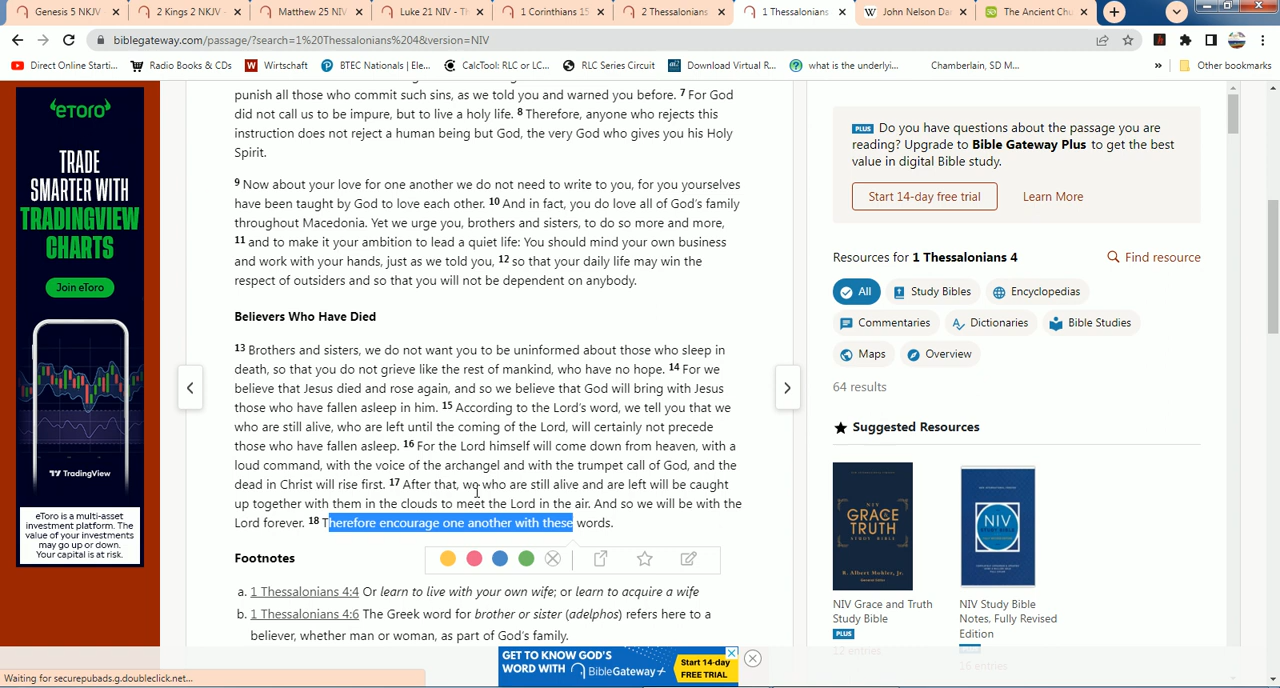 Genesis 5 NKJV
2 Kings 2 NKJV -
Matthew 25 NIV
Luke 21 NIV - Th
1 Corinthians 15
2 Thessalonians
1 Thessalonians
John Nelson Da
The Ancient Chu
biblegateway.com/passage/?search=1%20Thessalonians%204&version=NIV
Direct Online Starti...
Radio Books & CDs
Wirtschaft
BTEC Nationals | Ele...
CalcTool: RLC or LC...
RLC Series Circuit
Download Virtual R...
what is the underlyi...
Chamberlain, SD M...
»
Other bookmarks
eToro
TRADE
SMARTER WITH
TRADINGVIEW
CHARTS
Join eToro
TradingView
eToro is a multi-asset
investment platform. The
value of your investments
may go up or down.
Your capital is at risk.
punish all those who commit such sins, as we told you and warned you before. 7 For God
did not call us to be impure, but to live a holy life. 8 Therefore, anyone who rejects this
instruction does not reject a human being but God, the very God who gives you his Holy
Spirit.
9 Now about your love for one another we do not need to write to you, for you yourselves
have been taught by God to love each other. 10 And in fact, you do love all of God's family
throughout Macedonia. Yet we urge you, brothers and sisters, to do so more and more,
11 and to make it your ambition to lead a quiet life: You should mind your own business
and work with your hands, just as we told you, 12 so that your daily life may win the
respect of outsiders and so that you will not be dependent on anybody.
Believers Who Have Died
13 Brothers and sisters, we do not want you to be uninformed about those who sleep in
death, so that you do not grieve like the rest of mankind, who have no hope. 14 For we
believe that Jesus died and rose again, and so we believe that God will bring with Jesus
those who have fallen asleep in him. 15 According to the Lord's word, we tell you that we
who are still alive, who are left until the coming of the Lord, will certainly not precede
those who have fallen asleep. 16 For the Lord himself will come down from heaven, with a
loud command, with the voice of the archangel and with the trumpet call of God, and the
dead in Christ will rise first. 17 After that, we who are still alive and are left will be caught
up together with them in the clouds to meet the Lord in the air. And so we will be with the
Lord forever. 18 Therefore encourage one another with these words.
Footnotes
a. 1 Thessalonians 4:4 Or learn to live with your own wife; or learn to acquire a wife
b. 1 Thessalonians 4:6 The Greek word for brother or sister (adelphos) refers here to a
believer, whether man or woman, as part of God's family.
PLUS Do you have questions about the passage you are
reading? Upgrade to Bible Gateway Plus to get the best
value in digital Bible study.
Start 14-day free trial
Learn More
Resources for 1 Thessalonians 4
Find resource
All
Study Bibles
Encyclopedias
Commentaries
Dictionaries
Bible Studies
Maps
Overview
64 results
Suggested Resources
NIV
GRACE
AND
TRUTH
STUDY BIBLE
R. Albert Mohler, Jr.
NIV
NIV Grace and Truth
Study Bible
PLUS
12 entries
NIV Study Bible
Notes, Fully Revised
Edition
16 entries
GET TO KNOW GOD'S
WORD WITH
BibleGateway+
Start 14-day
FREE TRIAL
Waiting for securepubads.g.doubleclick.net...